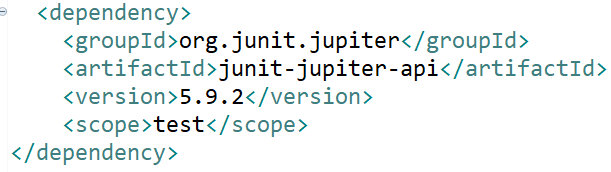 <dependency>
<groupId>org.junit.jupiter</groupId>
<artifactId>junit-jupiter-api</artifactId>
<version>5.9.2</version>
<scope>test</scope>
</dependency>